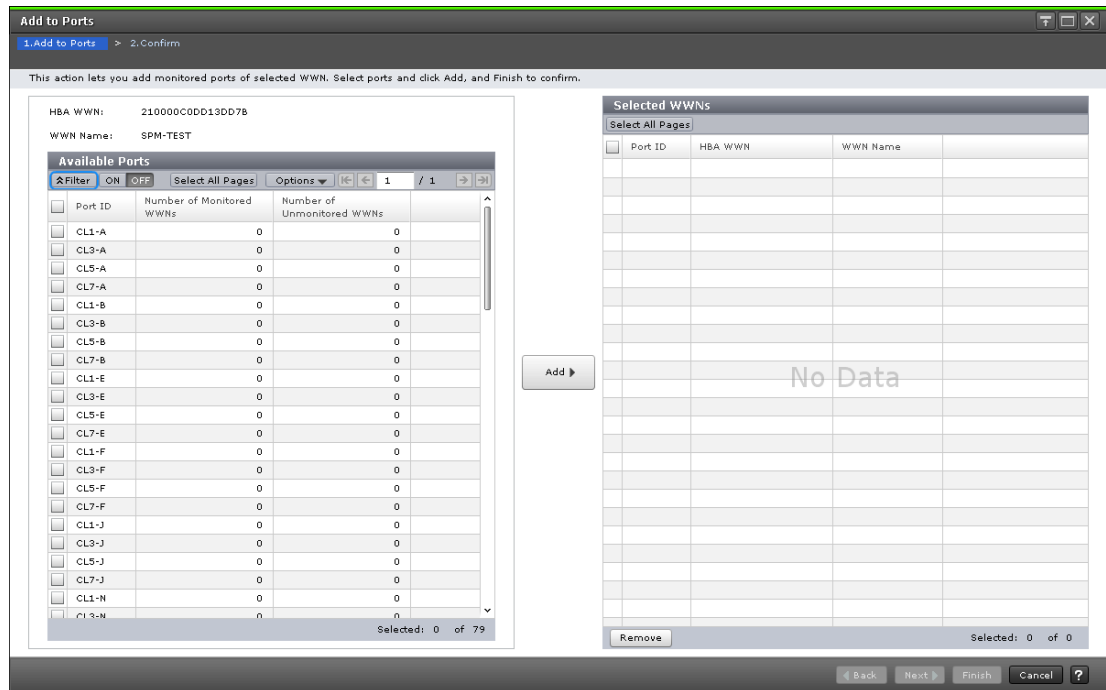 Add to Ports
1.Add to Ports > 2.Confirm
This action lets you add monitored ports of selected WWN. Select ports and click Add, and Finish to confirm.
HBA WWN: 210000C0DD13DD7B
WWN Name: SPM-TEST
Available Ports
Filter ON OFF Select All Pages Options 1 / 1
Port ID Number of Monitored WWNs Number of Unmonitored WWNs
CL1-A 0 0
CL3-A 0 0
CL5-A 0 0
CL7-A 0 0
CL1-B 0 0
CL3-B 0 0
CL5-B 0 0
CL7-B 0 0
CL1-E 0 0
CL3-E 0 0
CL5-E 0 0
CL7-E 0 0
CL1-F 0 0
CL3-F 0 0
CL5-F 0 0
CL7-F 0 0
CL1-J 0 0
CL3-J 0 0
CL5-J 0 0
CL7-J 0 0
CL1-N 0 0
CL3-N 0 0
Selected: 0 of 79
Add
Selected WWNs
Select All Pages
Port ID HBA WWN WWN Name
No Data
Remove Selected: 0 of 0
Back Next Finish Cancel ?